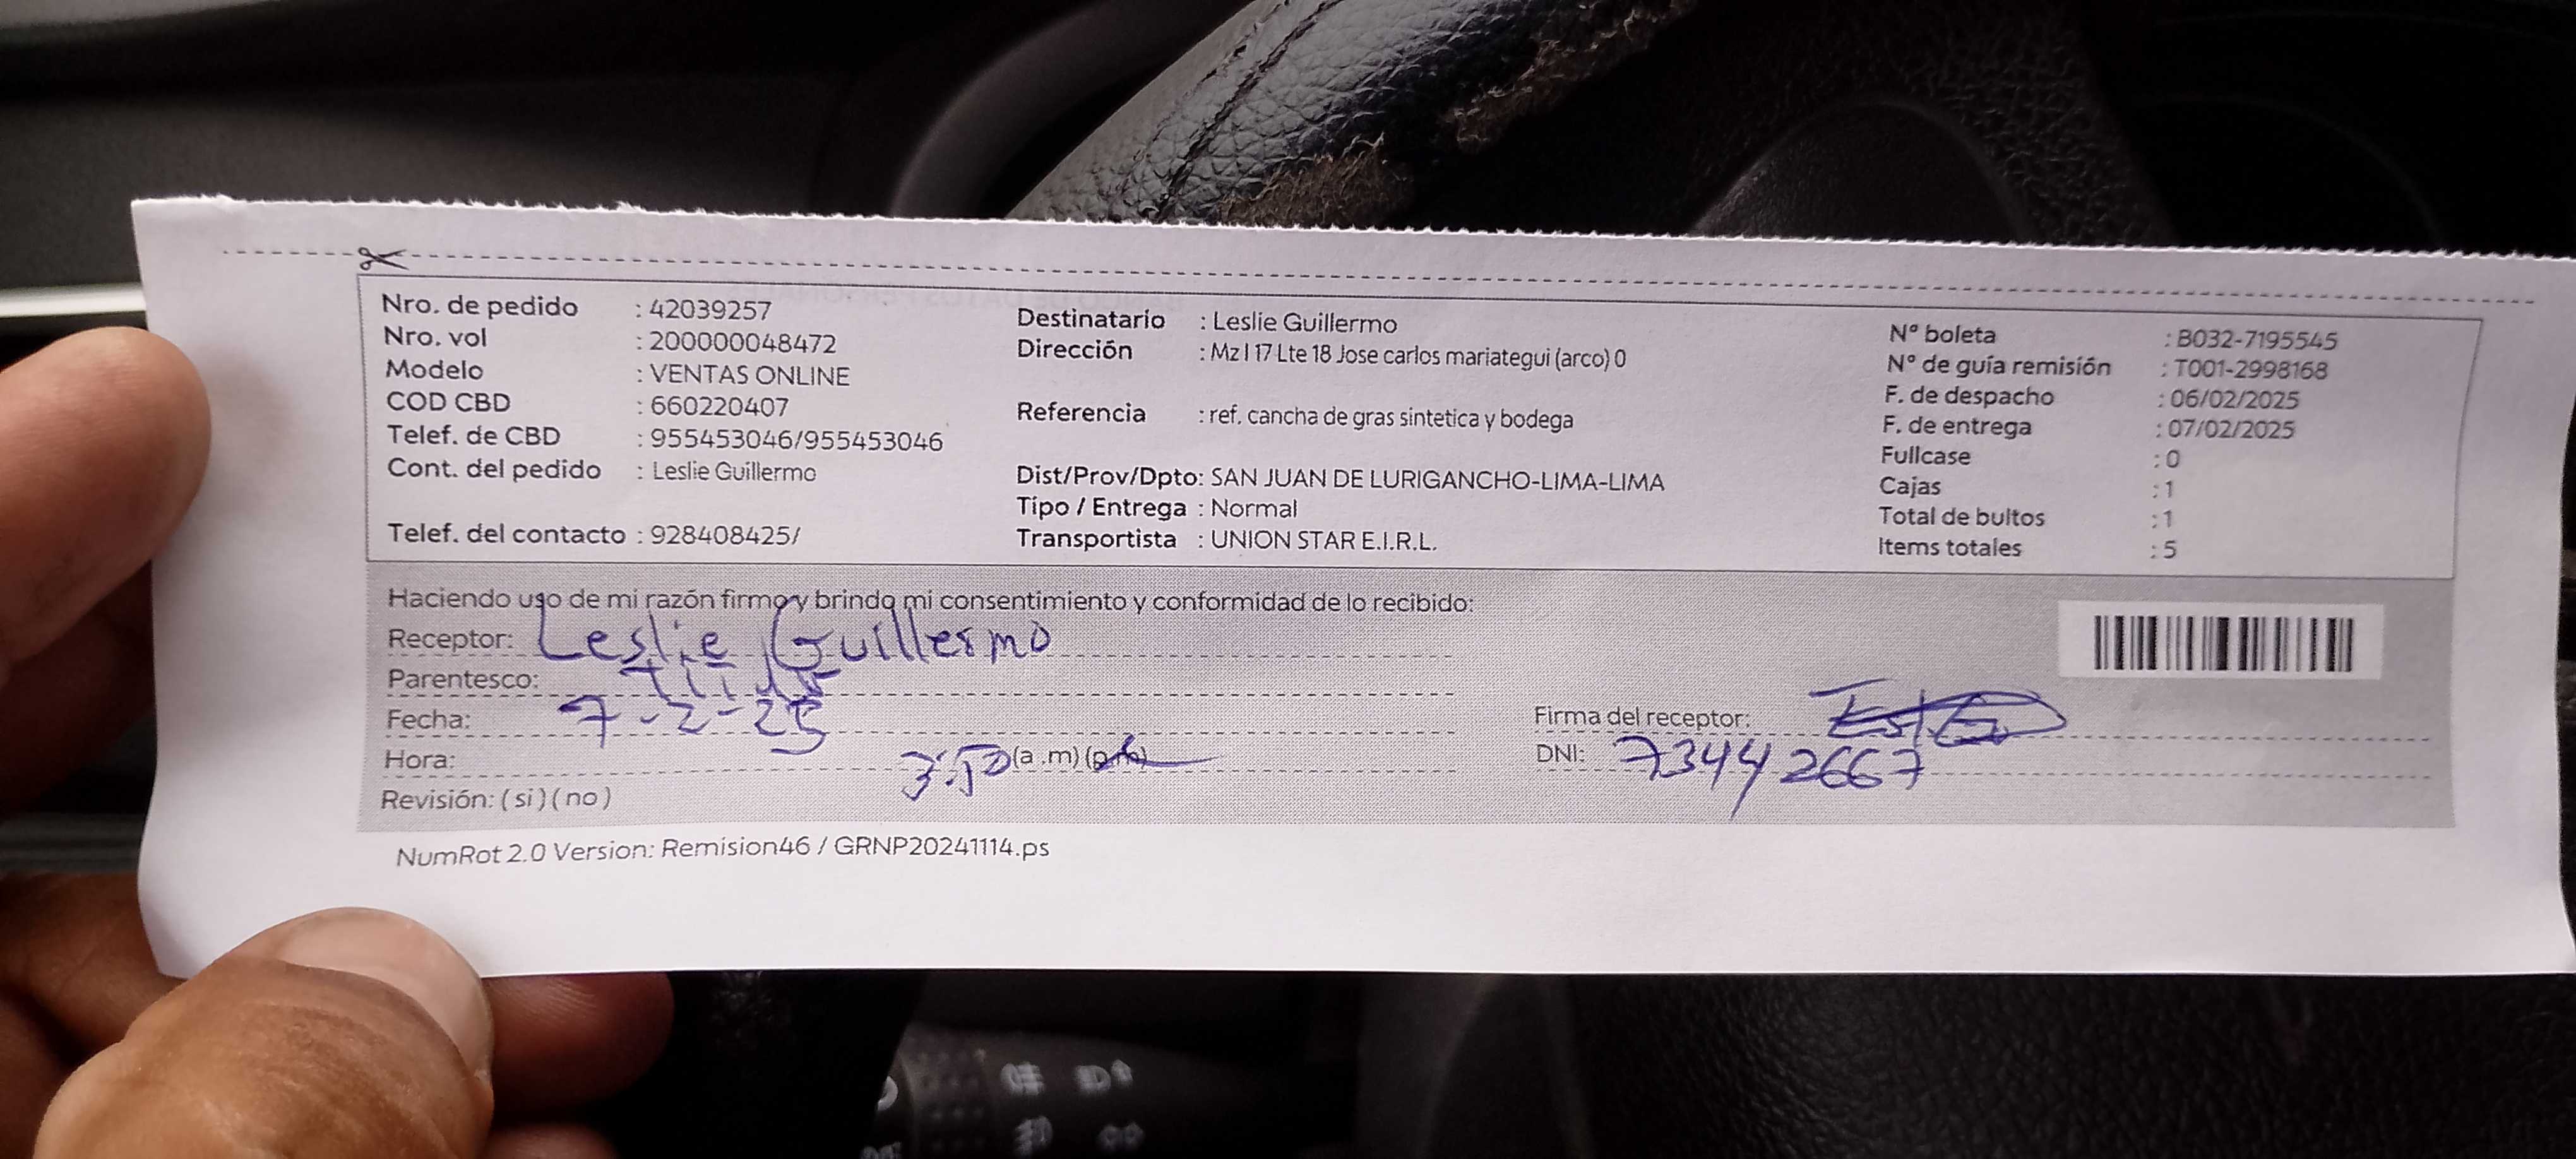 Nro. de pedido : 42039257
Nro. vol : 200000048472
Modelo : VENTAS ONLINE
COD CBD : 660220407
Telef. de CBD : 955453046/955453046
Cont. del pedido : Leslie Guillermo
Telef. del contacto : 928408425/
Destinatario : Leslie Guillermo
Dirección : Mz I 17 Lte 18 Jose carlos mariategui (arco) 0
Referencia : ref. cancha de gras sintetica y bodega
Dist/Prov/Dpto: SAN JUAN DE LURIGANCHO-LIMA-LIMA
Tipo / Entrega : Normal
Transportista : UNION STAR E.I.R.L.
N° boleta : B032-7195545
N° de guía remisión : T001-2998168
F. de despacho : 06/02/2025
F. de entrega : 07/02/2025
Fullcase : 0
Cajas : 1
Total de bultos : 1
Items totales : 5
Haciendo uso de mi razón firmo y brindo mi consentimiento y conformidad de lo recibido:
Receptor: Leslie Guillermo
Parentesco:
Fecha: 7-2-25
Hora: 3:50 (a .m) (p.m)
Revisión: ( si ) ( no )
Firma del receptor:
DNI: 73442667
NumRot 2.0 Version: Remision46 / GRNP20241114.ps